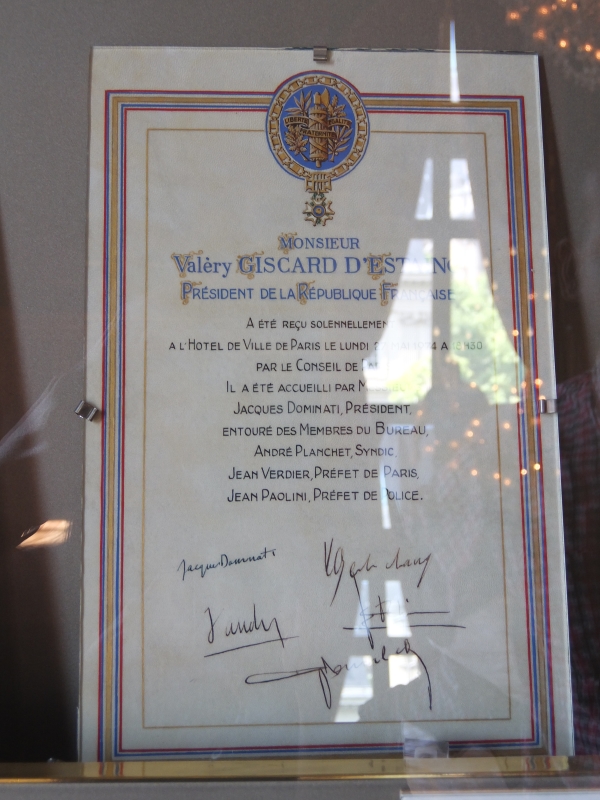 LIBERTÉ ÉGALITÉ
FRATERNITÉ
MONSIEUR
Valèry GISCARD D'ESTAING
PRÉSIDENT DE LA RÉPUBLIQUE FRANÇAISE
A ÉTÉ REÇU SOLENNELLEMENT
A L'HOTEL DE VILLE DE PARIS LE LUNDI
PAR LE CONSEIL DE
IL A ÉTÉ ACCUEILLI PAR
JACQUES DOMINATI, PRÉSIDENT,
ENTOURÉ DES MEMBRES DU BUREAU,
ANDRÉ PLANCHET, SYNDIC,
JEAN VERDIER, PRÉFET DE PARIS,
JEAN PAOLINI, PRÉFET DE POLICE.
Jacques Dominati